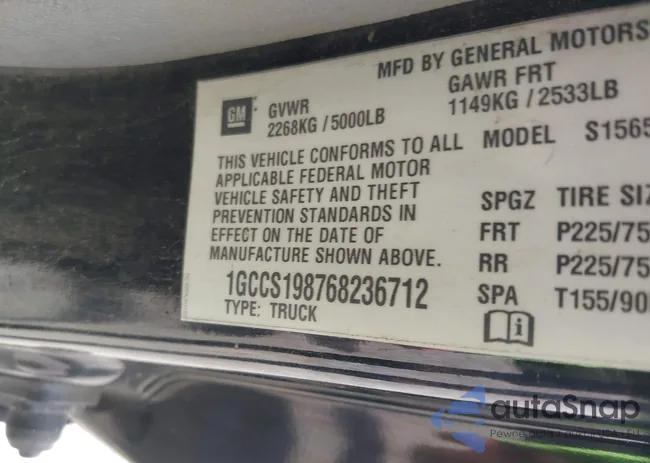 MFD BY GENERAL MOTORS
GM
GVWR
2268KG / 5000LB
GAWR FRT
1149KG / 2533LB
THIS VEHICLE CONFORMS TO ALL
APPLICABLE FEDERAL MOTOR
VEHICLE SAFETY AND THEFT
PREVENTION STANDARDS IN
EFFECT ON THE DATE OF
MANUFACTURE SHOWN ABOVE.
1GCCS198768236712
TYPE: TRUCK
MODEL S1565
SPGZ TIRE SIZ
FRT P225/75
RR P225/75
SPA T155/90
autaSnap